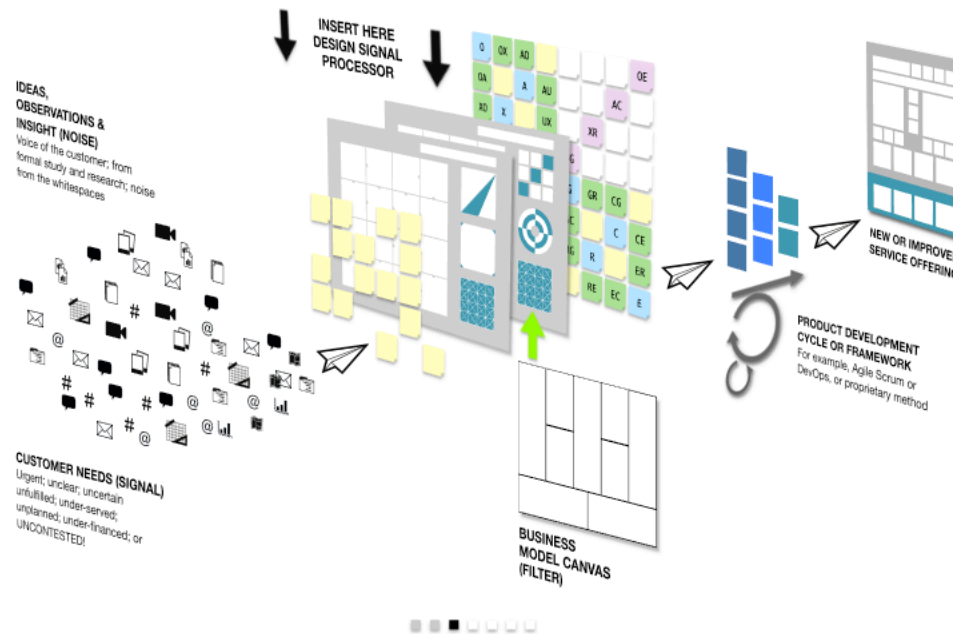 INSERT HERE
DESIGN SIGNAL
PROCESSOR
IDEAS,
OBSERVATIONS &
INSIGHT (NOISE)
Voice of the customer; from
formal study and research; noise
from the whitespaces
O
OX
AO
OE
OA
A
AU
AC
XO
X
UX
XR
GR
CG
C
CE
R
ER
RE
EC
E
#
@
#
@
#
#
@
#
#
@
@
@
#
@
CUSTOMER NEEDS (SIGNAL)
Urgent; unclear; uncertain
unfulfilled; under-served;
unplanned; under-financed; or
UNCONTESTED!
BUSINESS
MODEL CANVAS
(FILTER)
PRODUCT DEVELOPMENT
CYCLE OR FRAMEWORK
For example, Agile Scrum or
DevOps, or proprietary method
NEW OR IMPROVE
SERVICE OFFERING